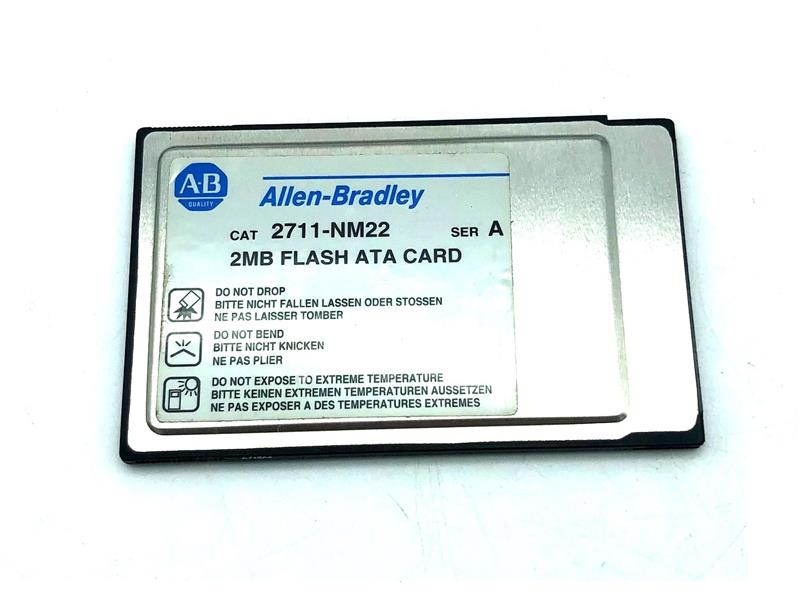 A·B
QUALITY
Allen-Bradley
CAT 2711-NM22 SER A
2MB FLASH ATA CARD
DO NOT DROP
BITTE NICHT FALLEN LASSEN ODER STOSSEN
NE PAS LAISSER TOMBER
DO NOT BEND
BITTE NICHT KNICKEN
NE PAS PLIER
DO NOT EXPOSE TO EXTREME TEMPERATURE
BITTE KEINEN EXTREMEN TEMPERATUREN AUSSETZEN
NE PAS EXPOSER A DES TEMPERATURES EXTREMES